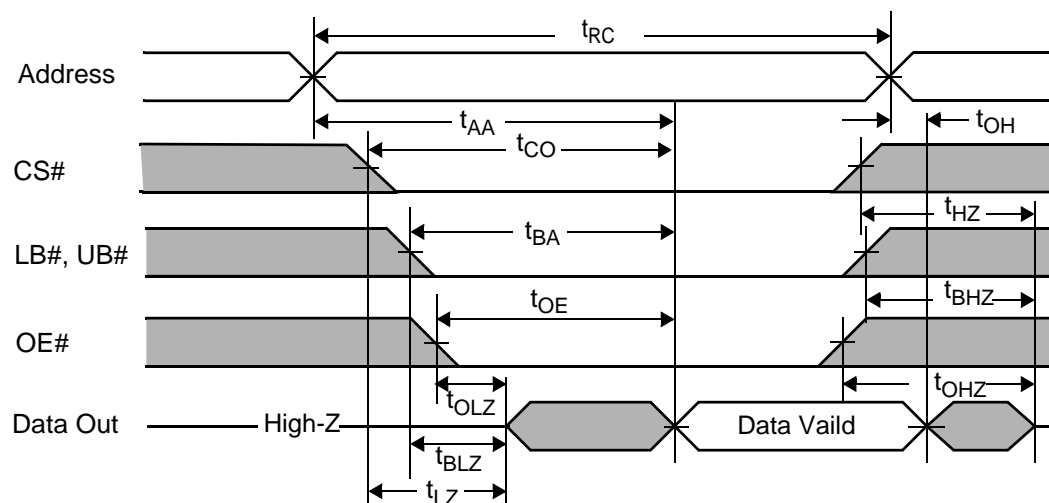 tRC
Address
tAA
tOH
tCO
CS#
tHZ
tBA
LB#, UB#
tBHZ
tOE
OE#
tOLZ
tOHZ
Data Out
High-Z
Data Vaild
tBLZ
tLZ